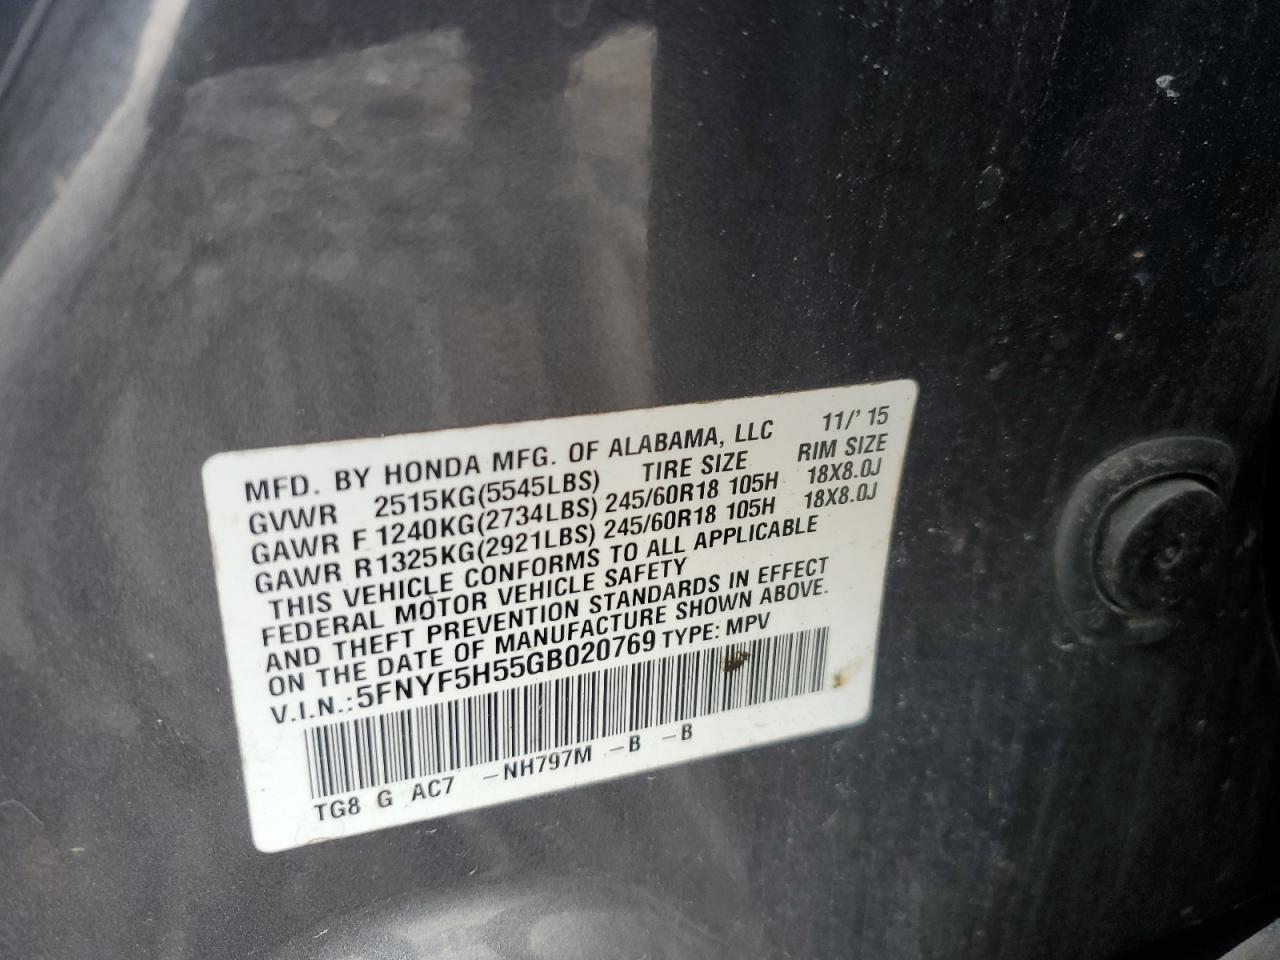 MFD. BY HONDA MFG. OF ALABAMA, LLC 11/' 15
GVWR 2515KG(5545LBS) TIRE SIZE RIM SIZE
GAWR F 1240KG(2734LBS) 245/60R18 105H 18X8.0J
GAWR R 1325KG(2921LBS) 245/60R18 105H 18X8.0J
THIS VEHICLE CONFORMS TO ALL APPLICABLE
FEDERAL MOTOR VEHICLE SAFETY
AND THEFT PREVENTION STANDARDS IN EFFECT
ON THE DATE OF MANUFACTURE SHOWN ABOVE.
V.I.N.: 5FNYF5H55GB020769 TYPE: MPV
TG8 G AC7 -NH797M -B -B